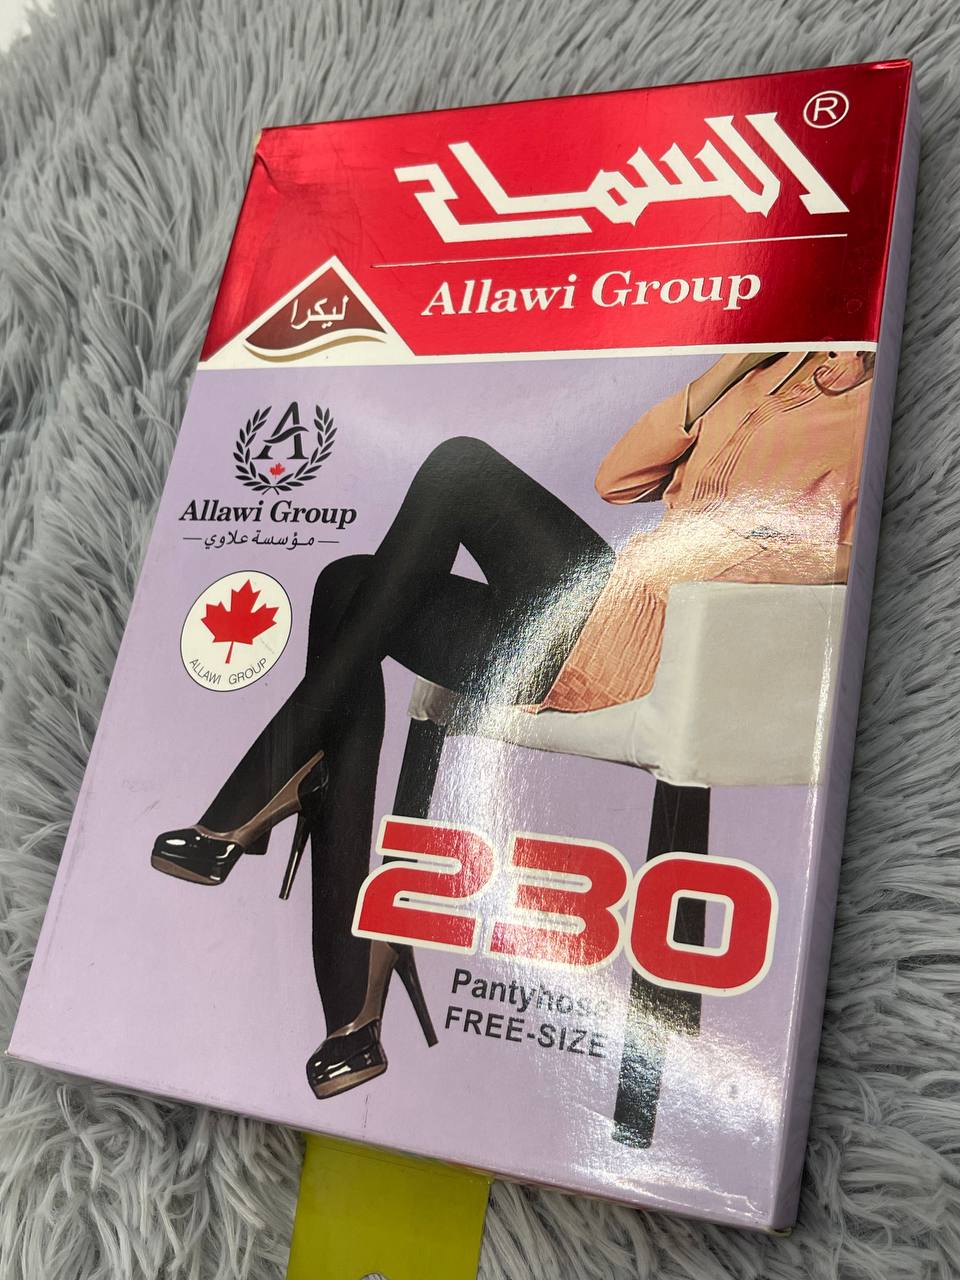 السماح ®
Allawi Group
ليكرا
A
Allawi Group
مؤسسة علاوي
ALLAWI GROUP
230
Pantyhose
FREE-SIZE